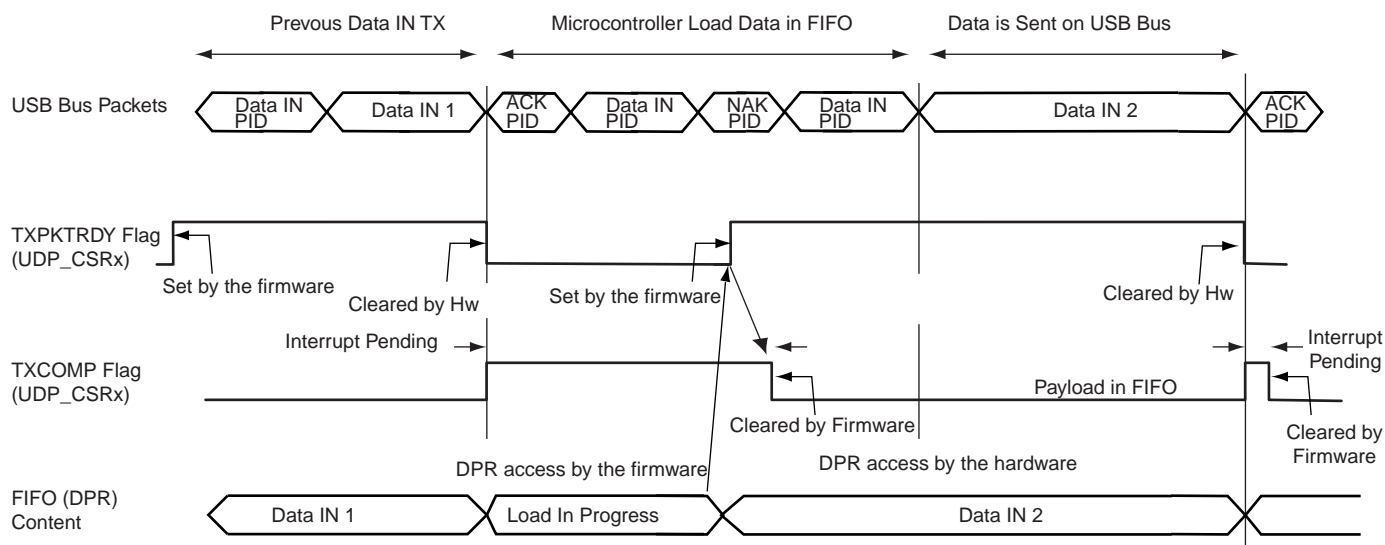 Prevous Data IN TX
Microcontroller Load Data in FIFO
Data is Sent on USB Bus
USB Bus Packets
Data IN
PID
Data IN 1
ACK
PID
Data IN
PID
NAK
PID
Data IN
PID
Data IN 2
ACK
PID
TXPKTRDY Flag
(UDP_CSRx)
Set by the firmware
Cleared by Hw
Set by the firmware
Cleared by Hw
Interrupt Pending
Interrupt
Pending
TXCOMP Flag
(UDP_CSRx)
Payload in FIFO
Cleared by Firmware
Cleared by
Firmware
DPR access by the firmware
DPR access by the hardware
FIFO (DPR)
Content
Data IN 1
Load In Progress
Data IN 2